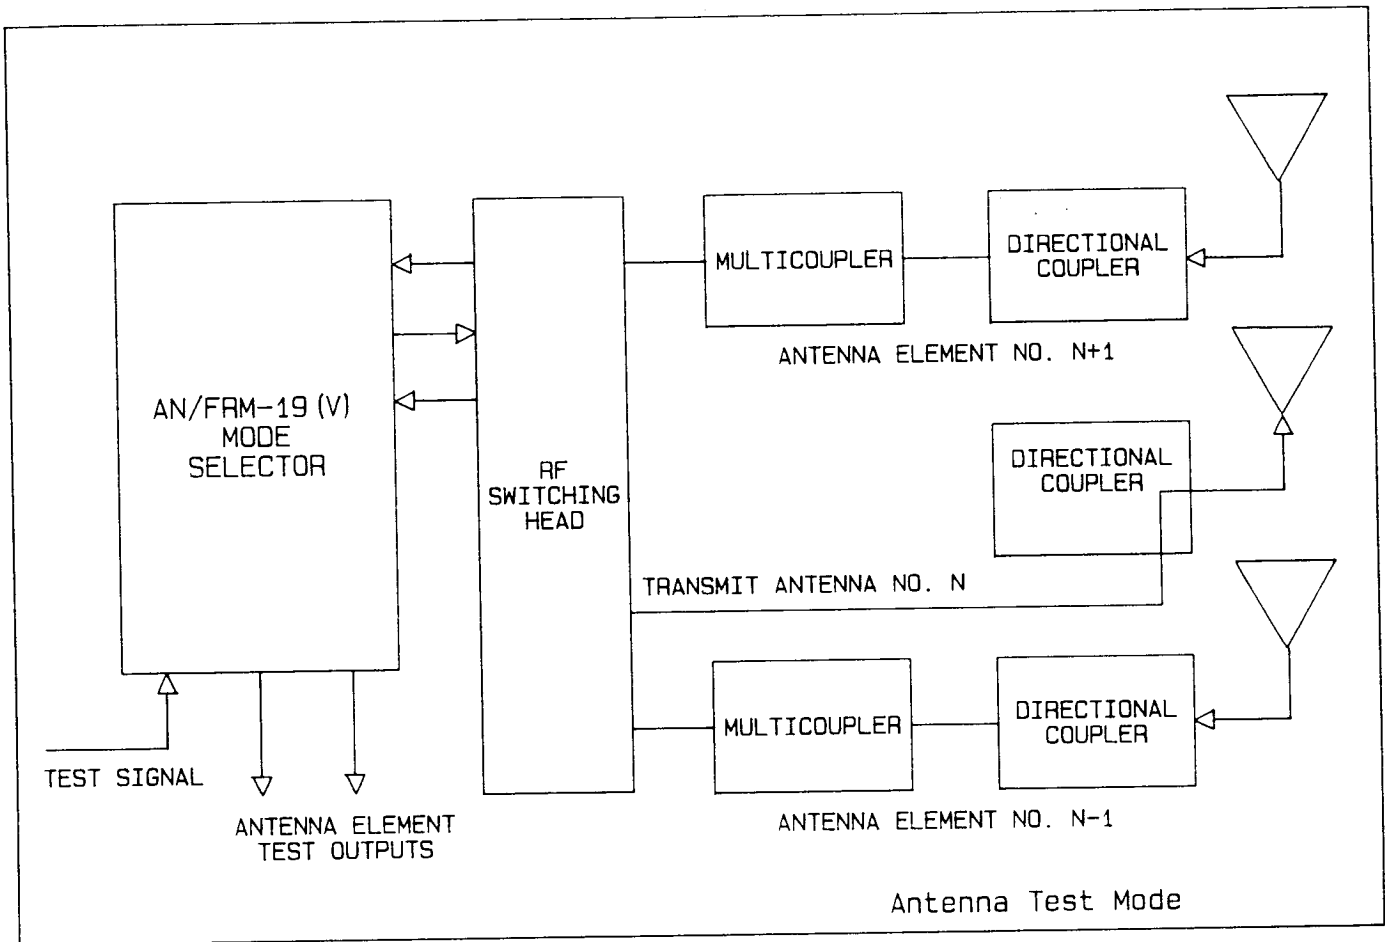 AN/FRM-19(V)
MODE
SELECTOR
RF
SWITCHING
HEAD
MULTICOUPLER
DIRECTIONAL
COUPLER
ANTENNA ELEMENT NO. N+1
DIRECTIONAL
COUPLER
TRANSMIT ANTENNA NO. N
MULTICOUPLER
DIRECTIONAL
COUPLER
ANTENNA ELEMENT NO. N-1
TEST SIGNAL
ANTENNA ELEMENT
TEST OUTPUTS
Antenna Test Mode